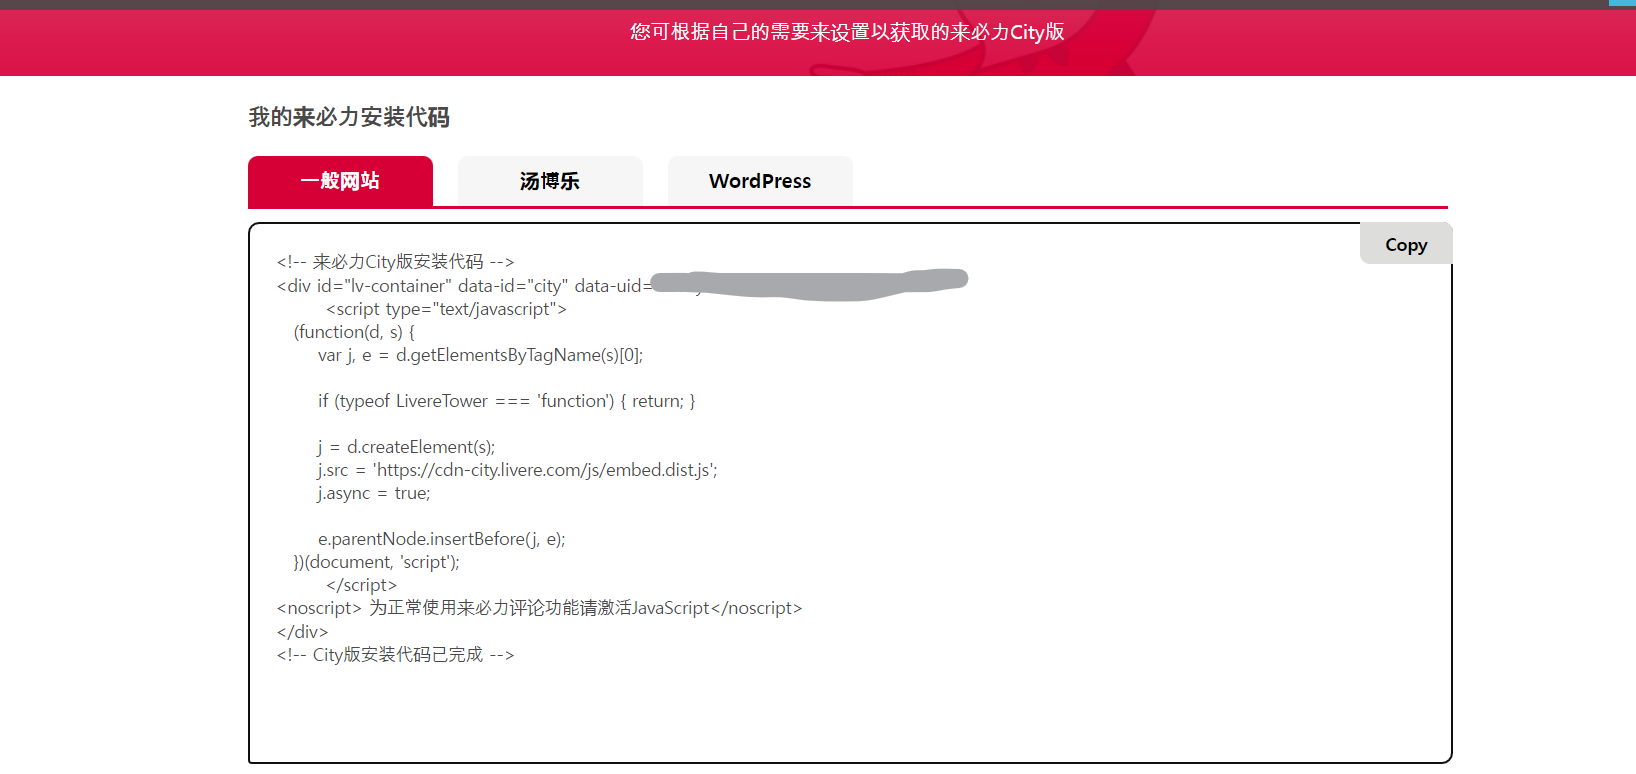 您可根据自己的需要来设置以获取的来必力City版
我的来必力安装代码
一般网站
汤博乐
WordPress
Copy
<!-- 来必力City版安装代码 -->
<div id="lv-container" data-id="city" data-uid=
<script type="text/javascript">
(function(d, s) {
var j, e = d.getElementsByTagName(s)[0];
if (typeof LivereTower === 'function') { return; }
j = d.createElement(s);
j.src = 'https://cdn-city.livere.com/js/embed.dist.js';
j.async = true;
e.parentNode.insertBefore(j, e);
})(document, 'script');
</script>
<noscript> 为正常使用来必力评论功能请激活JavaScript</noscript>
</div>
<!-- City版安装代码已完成 -->